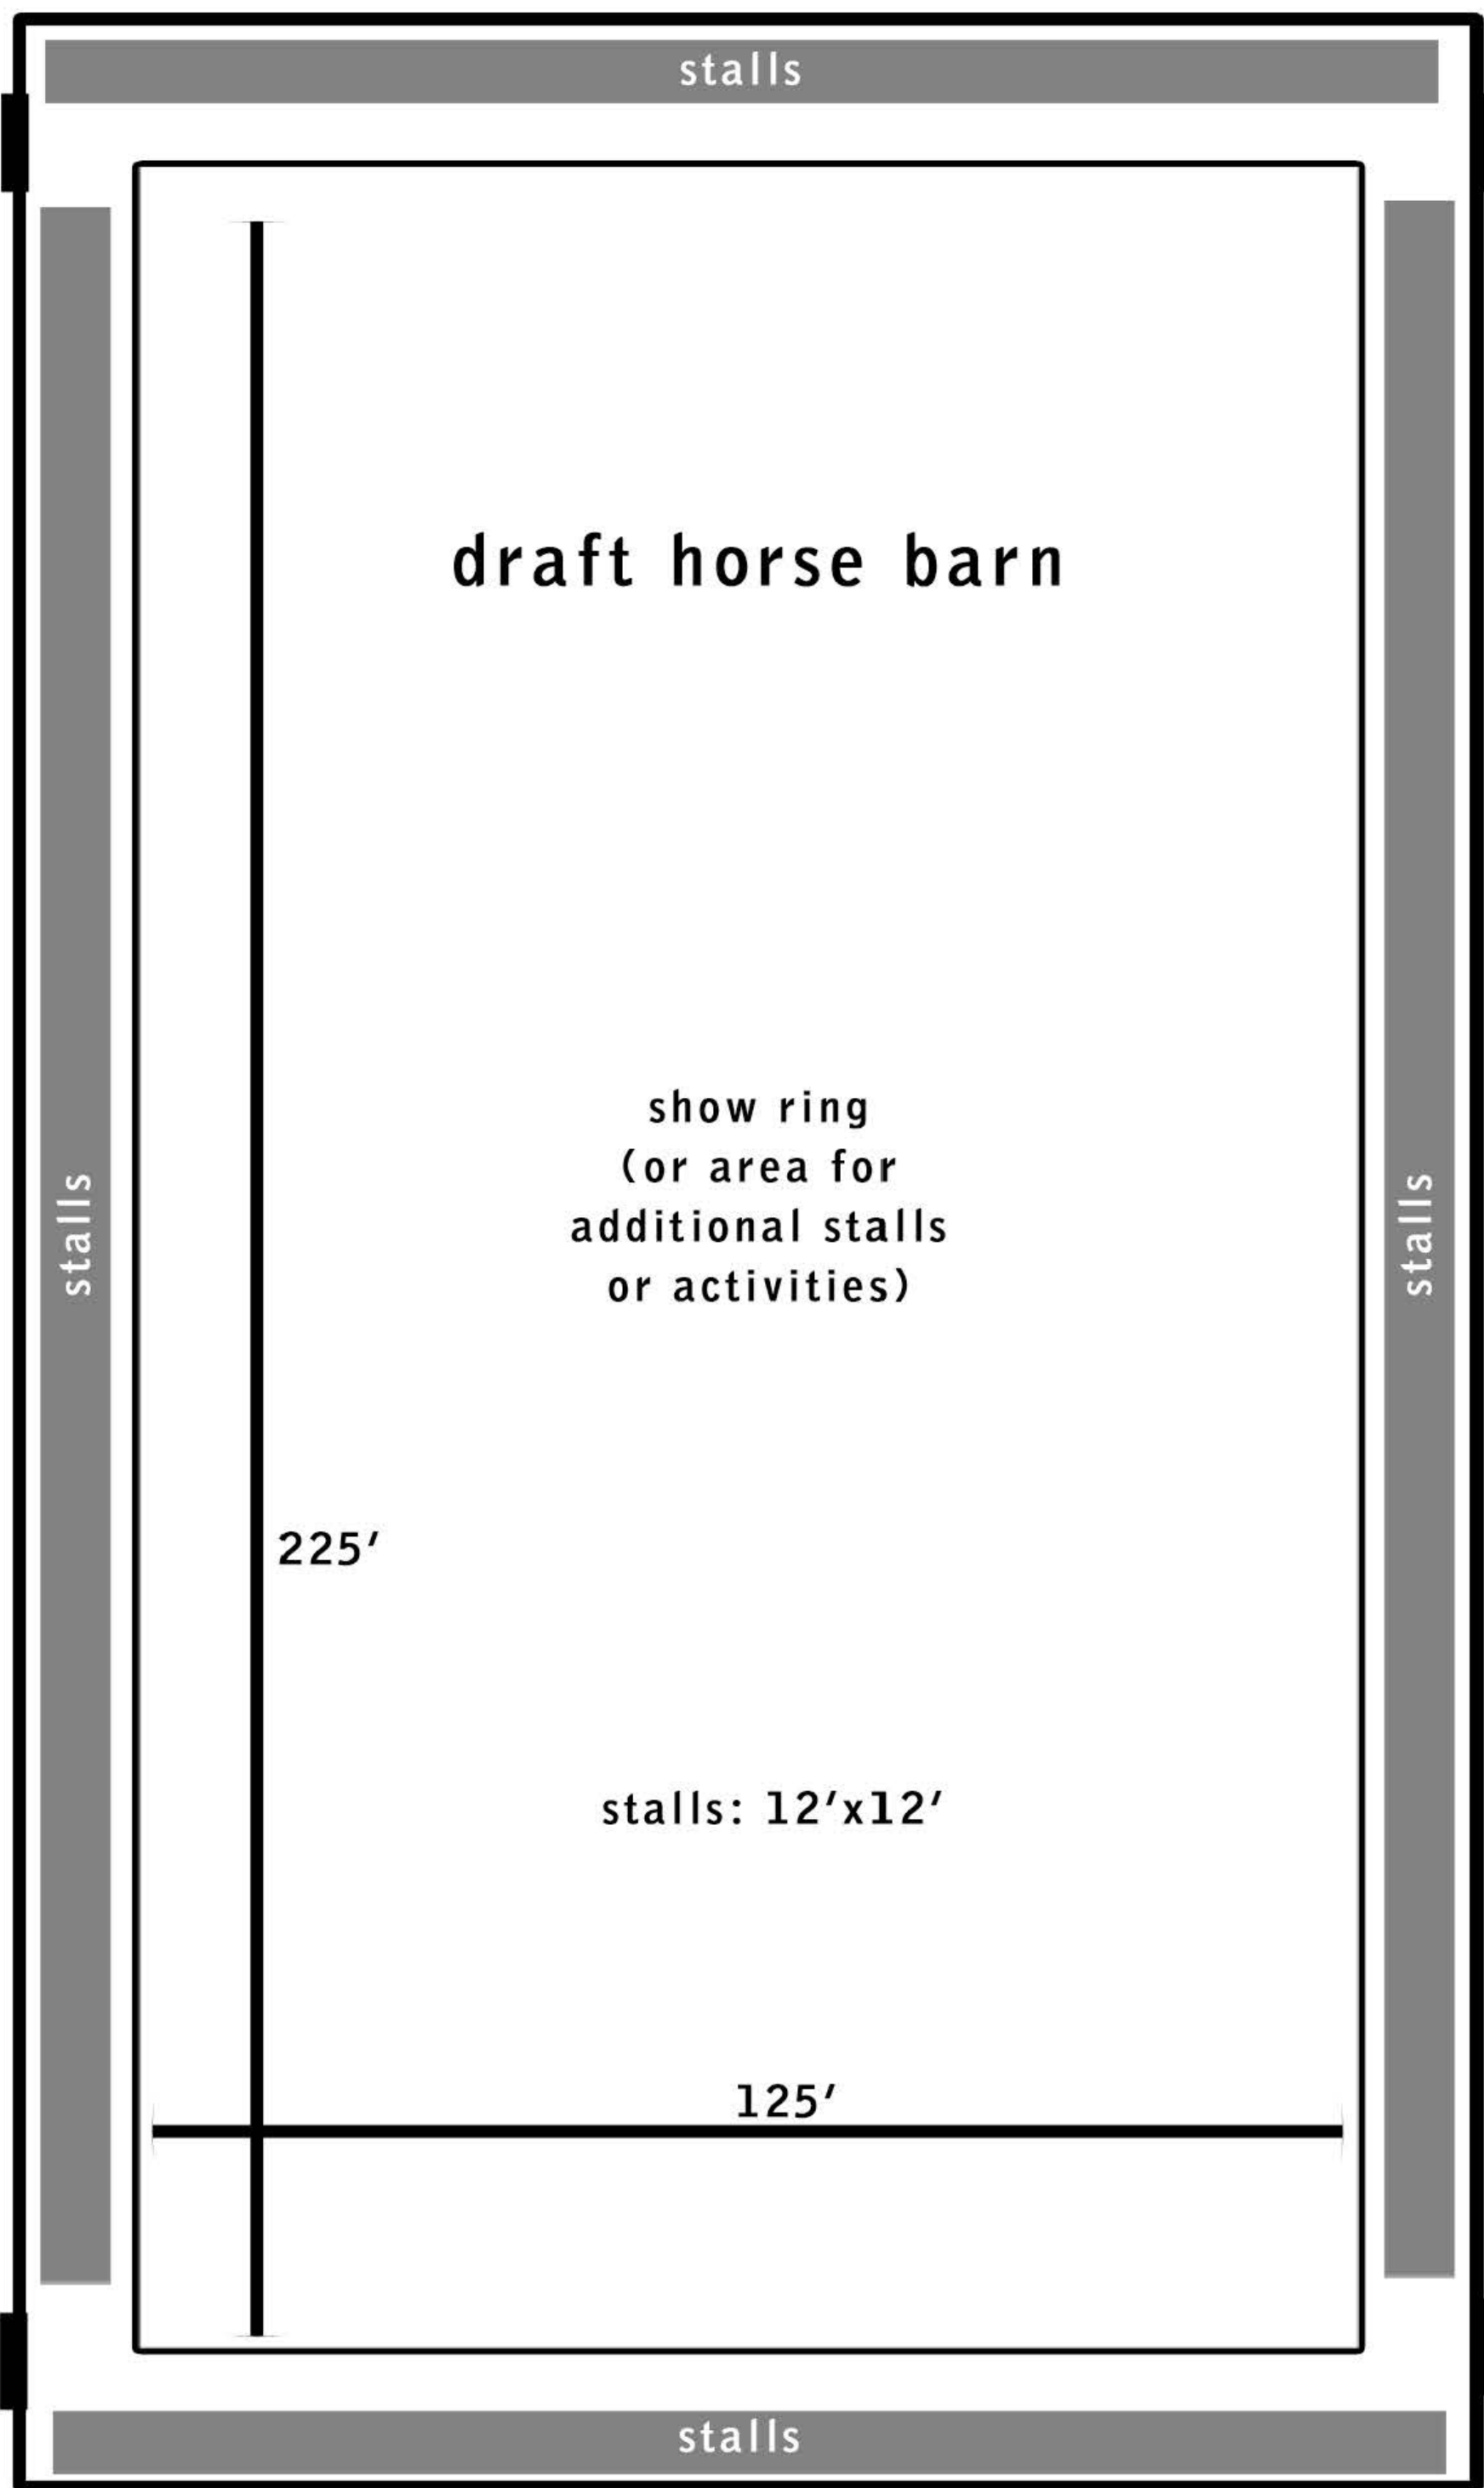 stalls
draft horse barn
show ring
(or area for
additional stalls
or activities)
stalls
stalls
225’
stalls: 12’x12’
125’
stalls